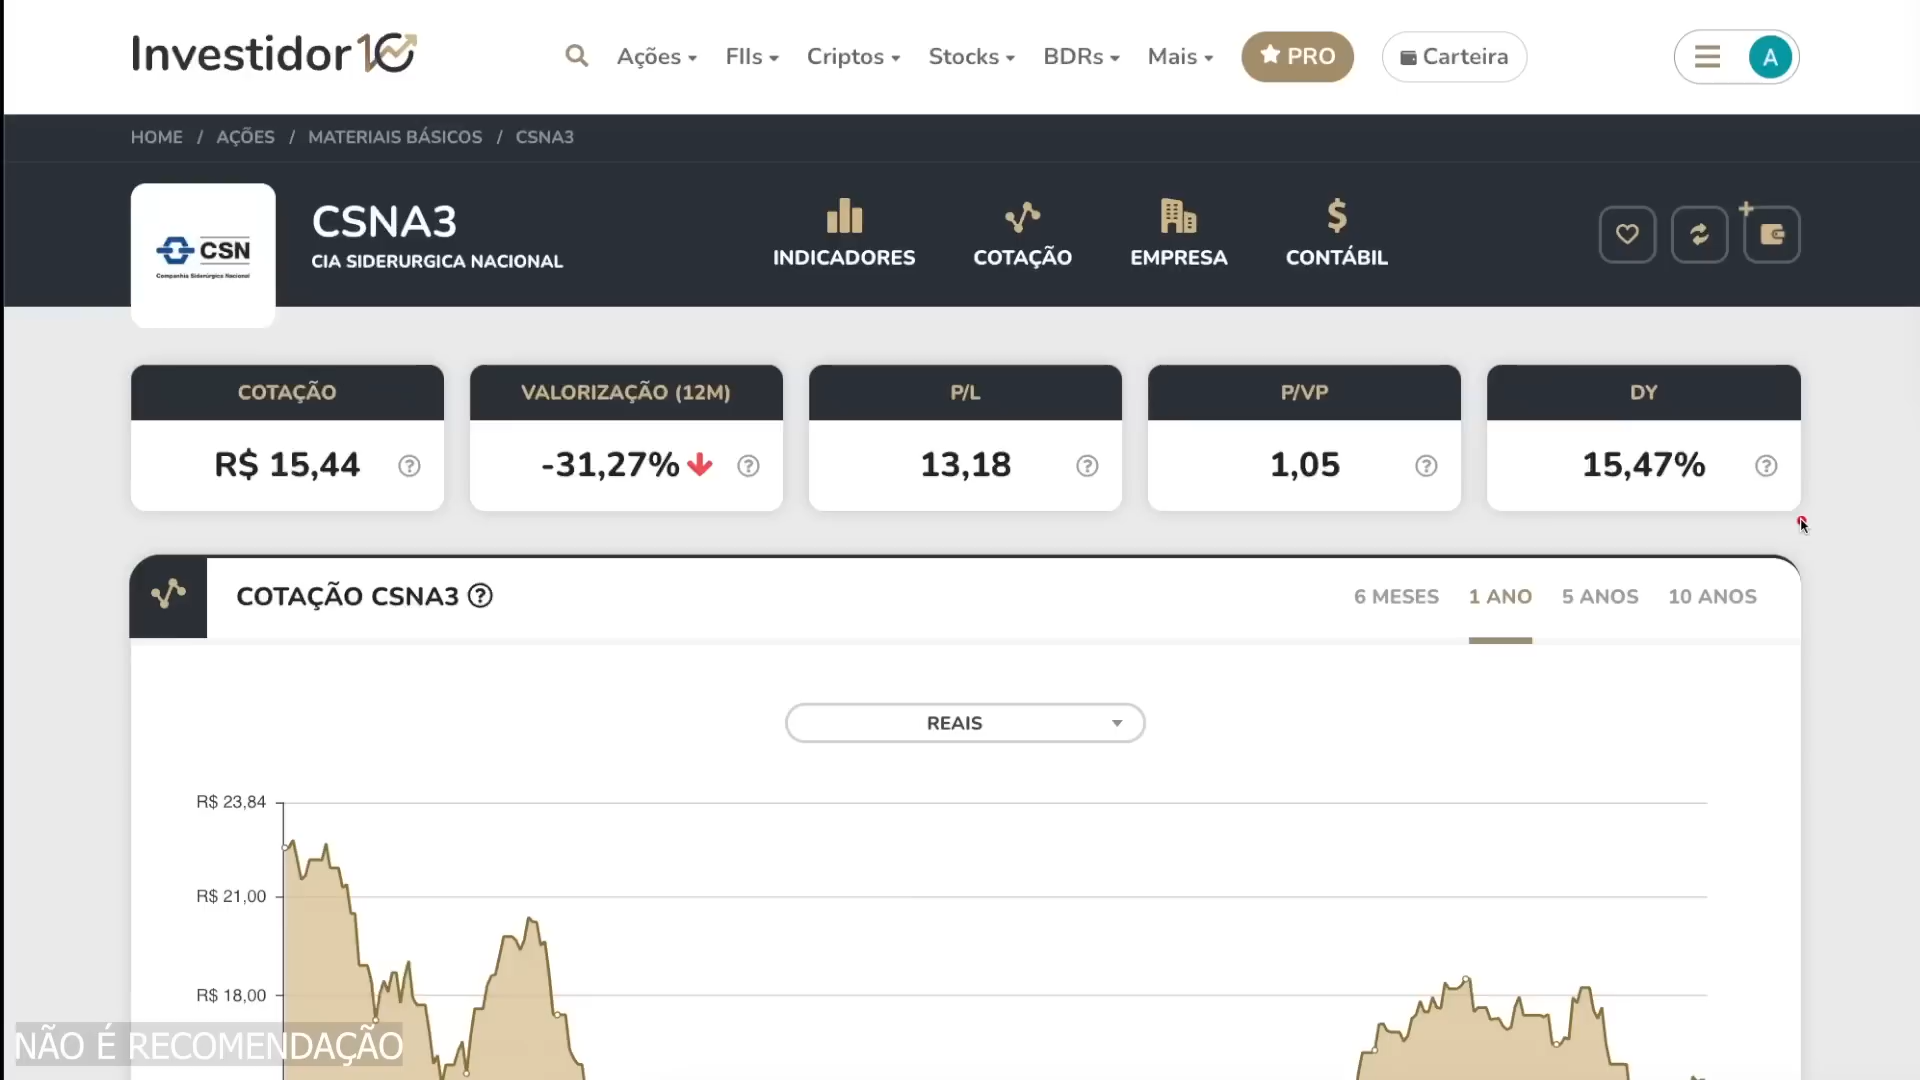 Investidor10
Ações
FIIs
Criptos
Stocks
BDRs
Mais
PRO
Carteira
A
HOME / AÇÕES / MATERIAIS BÁSICOS / CSNA3
CSN
Companhia Siderúrgica Nacional
CSNA3
CIA SIDERURGICA NACIONAL
INDICADORES
COTAÇÃO
EMPRESA
CONTÁBIL
COTAÇÃO
R$ 15,44
VALORIZAÇÃO (12M)
-31,27%
P/L
13,18
P/VP
1,05
DY
15,47%
COTAÇÃO CSNA3
6 MESES
1 ANO
5 ANOS
10 ANOS
REAIS
R$ 23,84
R$ 21,00
R$ 18,00
NÃO É RECOMENDAÇÃO